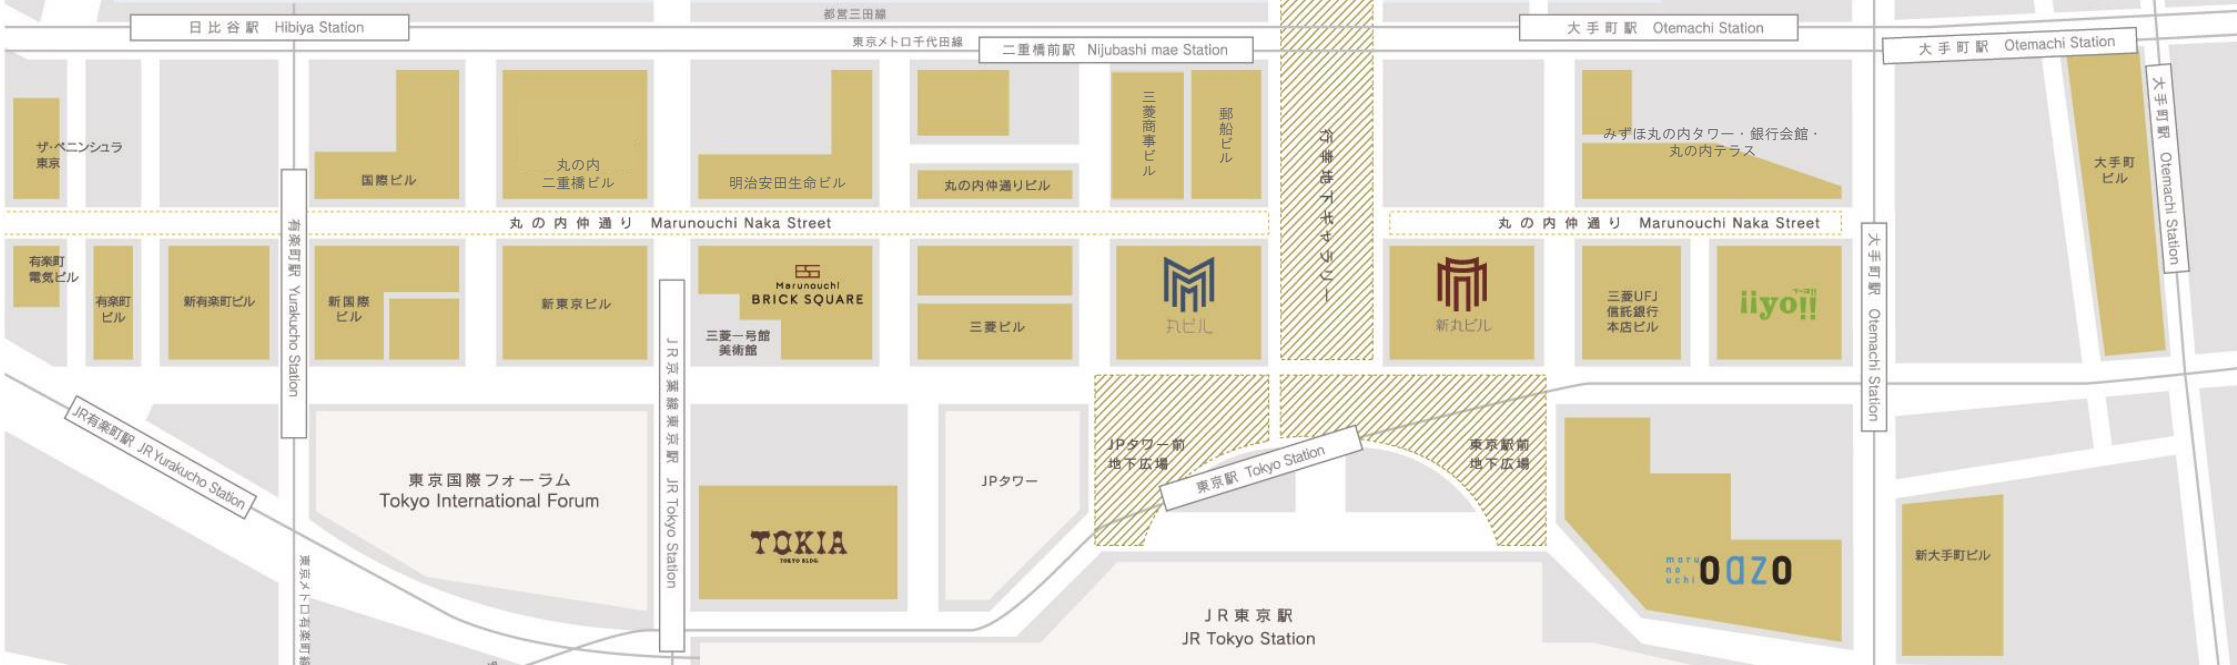 都営三田線
日比谷駅 Hibiya Station
大手町駅 Otemachi Station
東京メトロ千代田線
二重橋前駅 Nijubashi mae Station
大手町駅 Otemachi Station
大手町駅 Otemachi Station
ザ・ペニンシュラ
東京
国際ビル
丸の内
二重橋ビル
明治安田生命ビル
丸の内仲通りビル
三菱商事ビル
郵船ビル
行幸地下ギャラリー
みずほ丸の内タワー・銀行会館・
丸の内テラス
大手町
ビル
丸の内仲通り Marunouchi Naka Street
丸の内仲通り Marunouchi Naka Street
有楽町駅 Yurakucho Station
大手町駅 Otemachi Station
有楽町
電気ビル
有楽町
ビル
新有楽町ビル
新国際
ビル
新東京ビル
Marunouchi
BRICK SQUARE
三菱一号館
美術館
三菱ビル
丸ビル
新丸ビル
三菱UFJ
信託銀行
本店ビル
いーよ!!
iiyo!!
JR京葉線東京駅 JR Tokyo Station
JR有楽町駅 JR Yurakucho Station
東京国際フォーラム
Tokyo International Forum
TOKIA
TOKYO BLDG.
JPタワー
JPタワー前
地下広場
東京駅 Tokyo Station
東京駅前
地下広場
maru
no
uchi
oazo
新大手町ビル
東京メトロ有楽町線
JR東京駅
JR Tokyo Station